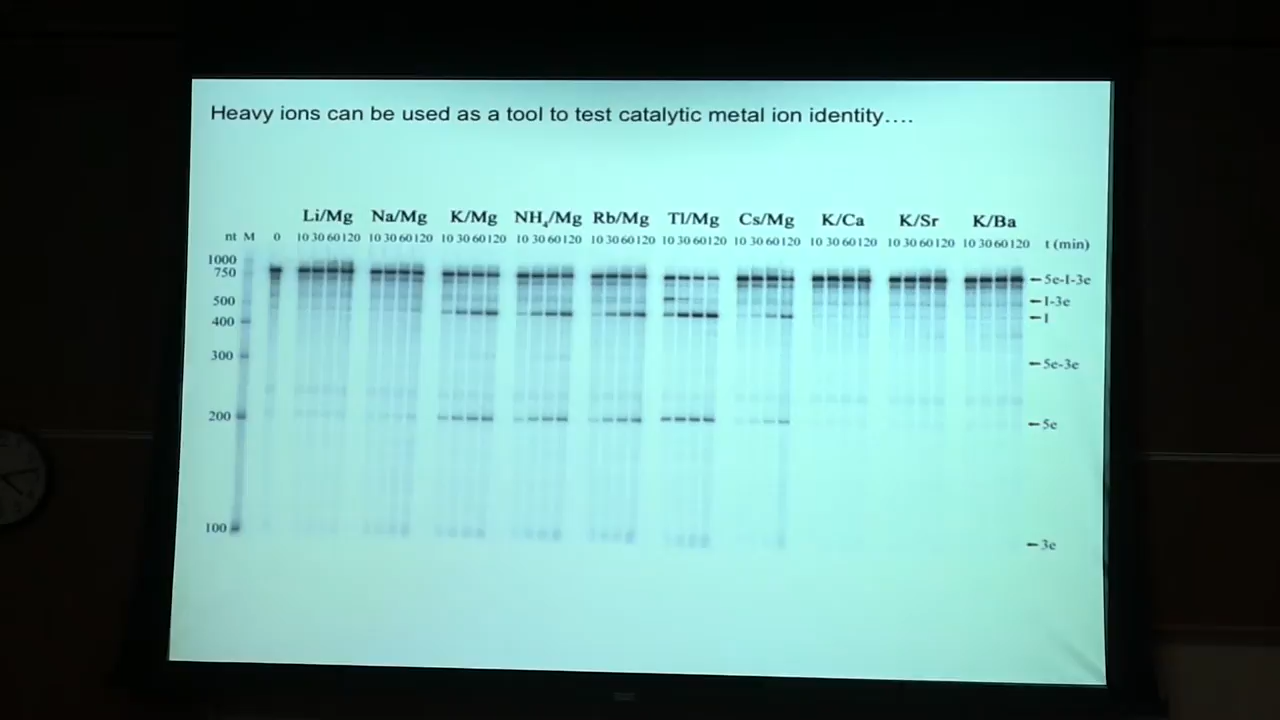 Heavy ions can be used as a tool to test catalytic metal ion identity....
Li/Mg Na/Mg K/Mg NH₄/Mg Rb/Mg Tl/Mg Cs/Mg K/Ca K/Sr K/Ba
nt M 0 10 30 60 120 10 30 60 120 10 30 60 120 10 30 60 120 10 30 60 120 10 30 60 120 10 30 60 120 10 30 60 120 10 30 60 120 10 30 60 120 t (min)
1000
750 5e-I-3e
500 I-3e
400 I
300 5e-3e
200 5e
100 3e